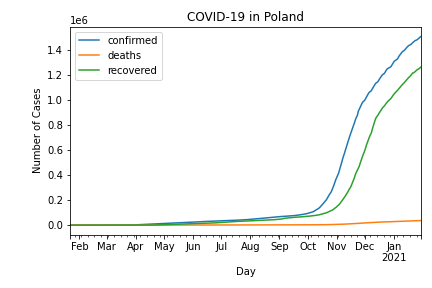 COVID-19 in Poland
1e6
confirmed
deaths
recovered
Number of Cases
1.4
1.2
1.0
0.8
0.6
0.4
0.2
0.0
Feb Mar Apr May Jun Jul Aug Sep Oct Nov Dec Jan
2021
Day